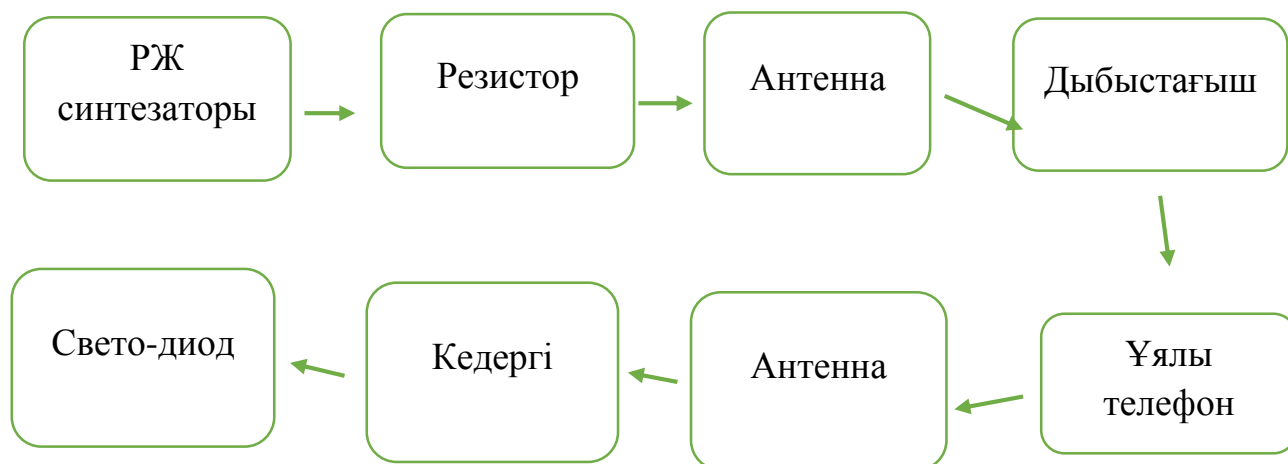 РЖ
синтезаторы
Резистор
Антенна
Дыбыстағыш
Ұялы
телефон
Антенна
Кедергі
Свето-диод